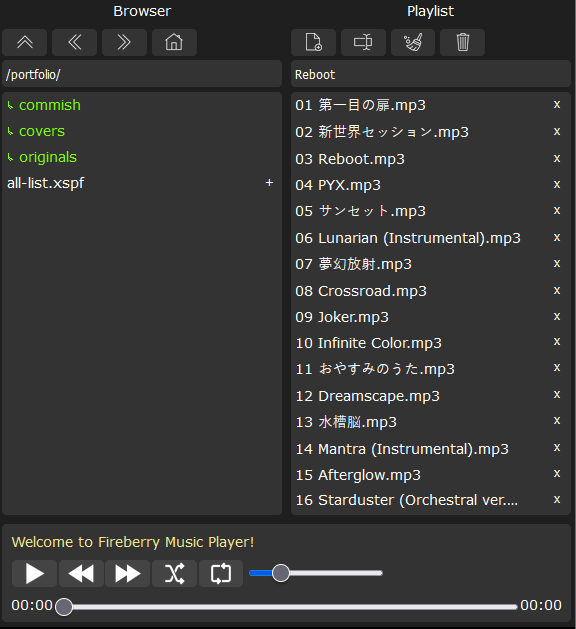 Browser
/portfolio/
↳ commish
↳ covers
↳ originals
all-list.xspf +
Playlist
Reboot
01 第一目の扉.mp3 x
02 新世界セッション.mp3 x
03 Reboot.mp3 x
04 PYX.mp3 x
05 サンセット.mp3 x
06 Lunarian (Instrumental).mp3 x
07 夢幻放射.mp3 x
08 Crossroad.mp3 x
09 Joker.mp3 x
10 Infinite Color.mp3 x
11 おやすみのうた.mp3 x
12 Dreamscape.mp3 x
13 水槽脳.mp3 x
14 Mantra (Instrumental).mp3 x
15 Afterglow.mp3 x
16 Starduster (Orchestral ver.... x
Welcome to Fireberry Music Player!
00:00 00:00